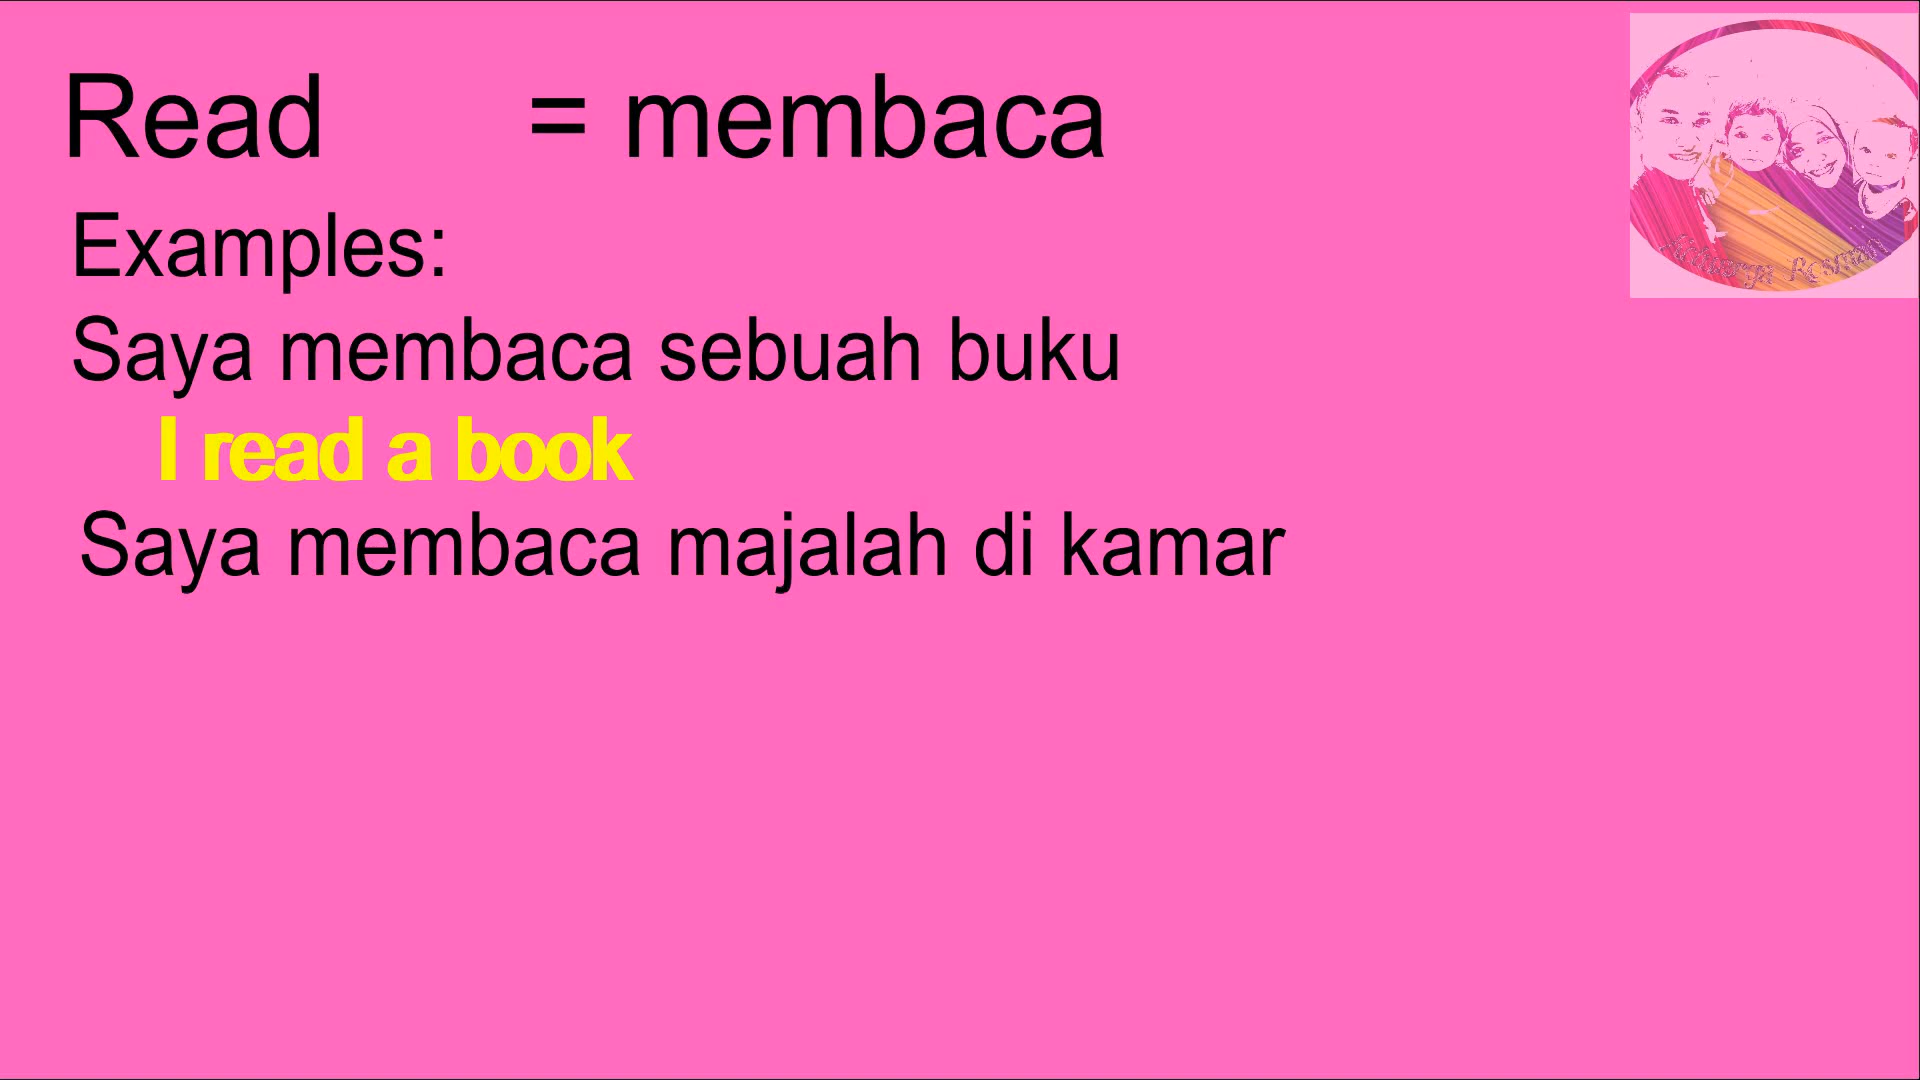 Read = membaca
Examples:
Saya membaca sebuah buku
I read a book
Saya membaca majalah di kamar